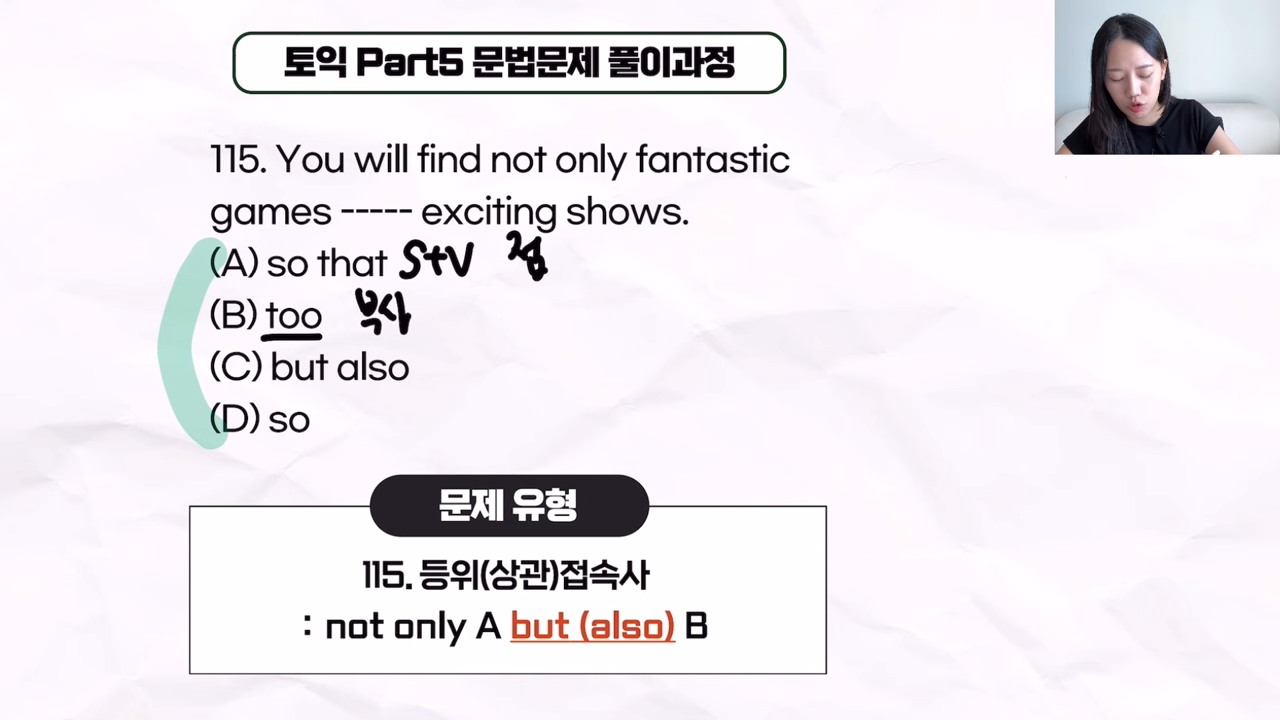 토익 Part5 문법문제 풀이과정
115. You will find not only fantastic
games ----- exciting shows.
(A) so that S+V 접
(B) too 부사
(C) but also
(D) so
문제 유형
115. 등위(상관)접속사
: not only A but (also) B